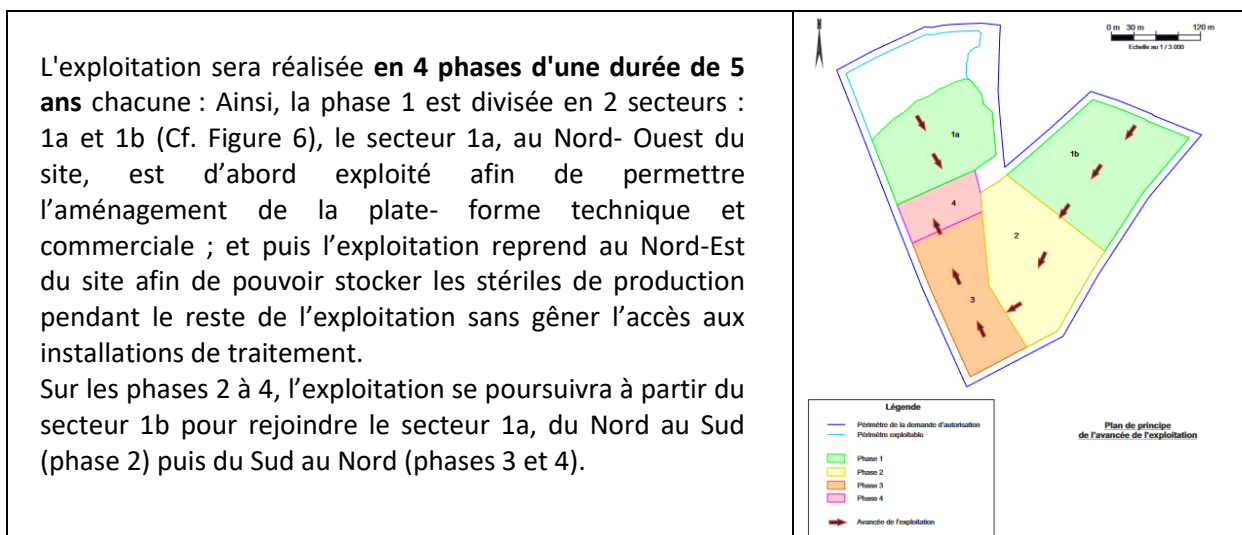 L'exploitation sera réalisée en 4 phases d'une durée de 5
ans chacune : Ainsi, la phase 1 est divisée en 2 secteurs :
1a et 1b (Cf. Figure 6), le secteur 1a, au Nord- Ouest du
site, est d’abord exploité afin de permettre
l’aménagement de la plate- forme technique et
commerciale ; et puis l’exploitation reprend au Nord-Est
du site afin de pouvoir stocker les stériles de production
pendant le reste de l’exploitation sans gêner l’accès aux
installations de traitement.
Sur les phases 2 à 4, l’exploitation se poursuivra à partir du
secteur 1b pour rejoindre le secteur 1a, du Nord au Sud
(phase 2) puis du Sud au Nord (phases 3 et 4).
N
0 m 30 m 120 m
Echelle au 1 / 3 000
1a
1b
4
2
3
Légende
Périmètre de la demande d'autorisation
Périmètre exploitable
Phase 1
Phase 2
Phase 3
Phase 4
Avancée de l'exploitation
Plan de principe
de l'avancée de l'exploitation